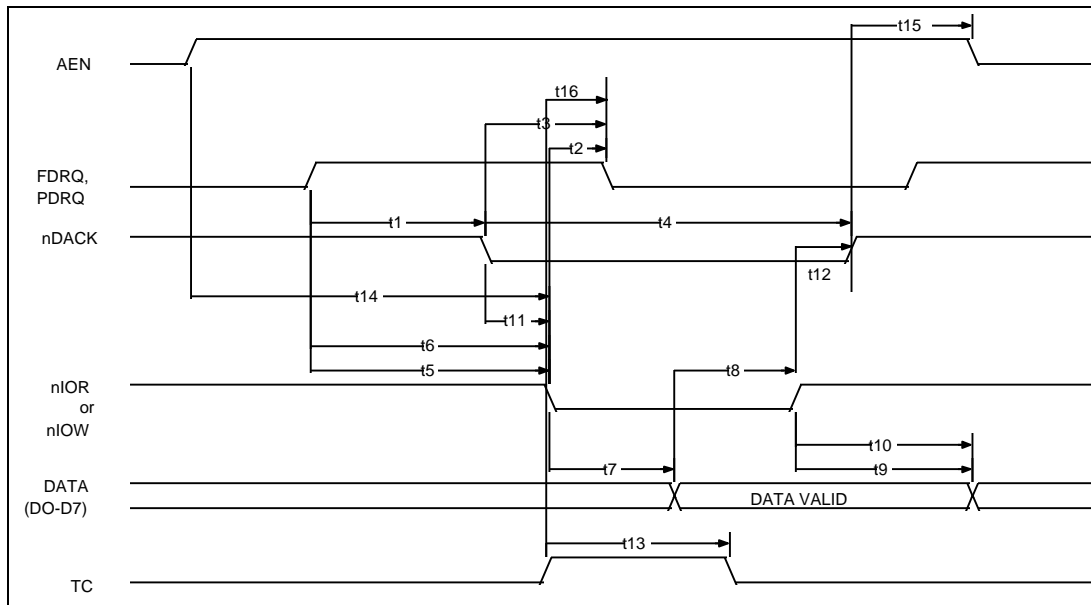 t15
AEN
t16
t3
t2
FDRQ,
PDRQ
t1
t4
nDACK
t12
t14
t11
t6
t5
t8
nIOR
or
nIOW
t10
t7
t9
DATA
(DO-D7)
DATA VALID
t13
TC